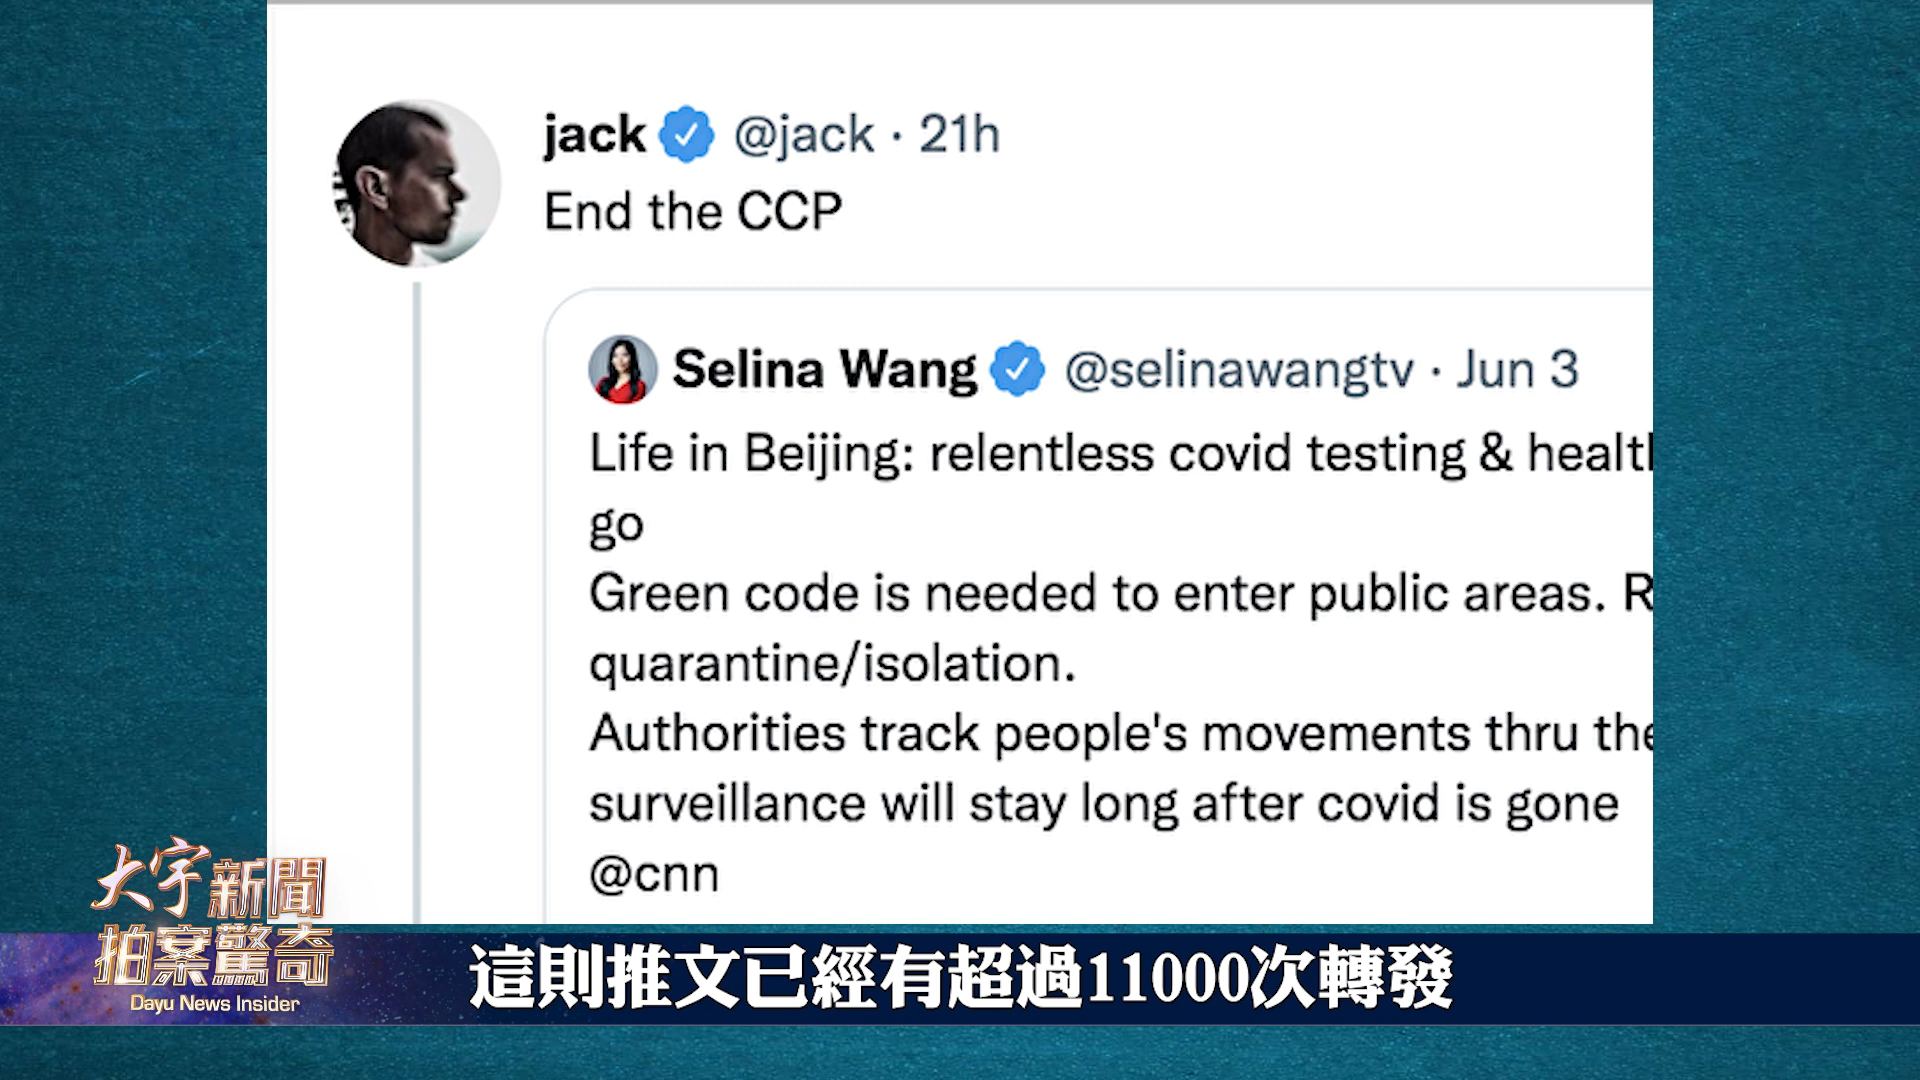 jack @jack · 21h
End the CCP
Selina Wang @selinawangtv · Jun 3
Life in Beijing: relentless covid testing & healt
go
Green code is needed to enter public areas. R
quarantine/isolation.
Authorities track people's movements thru the
surveillance will stay long after covid is gone
@cnn
大宇新聞
拍案驚奇
Dayu News Insider
這則推文已經有超過11000次轉發